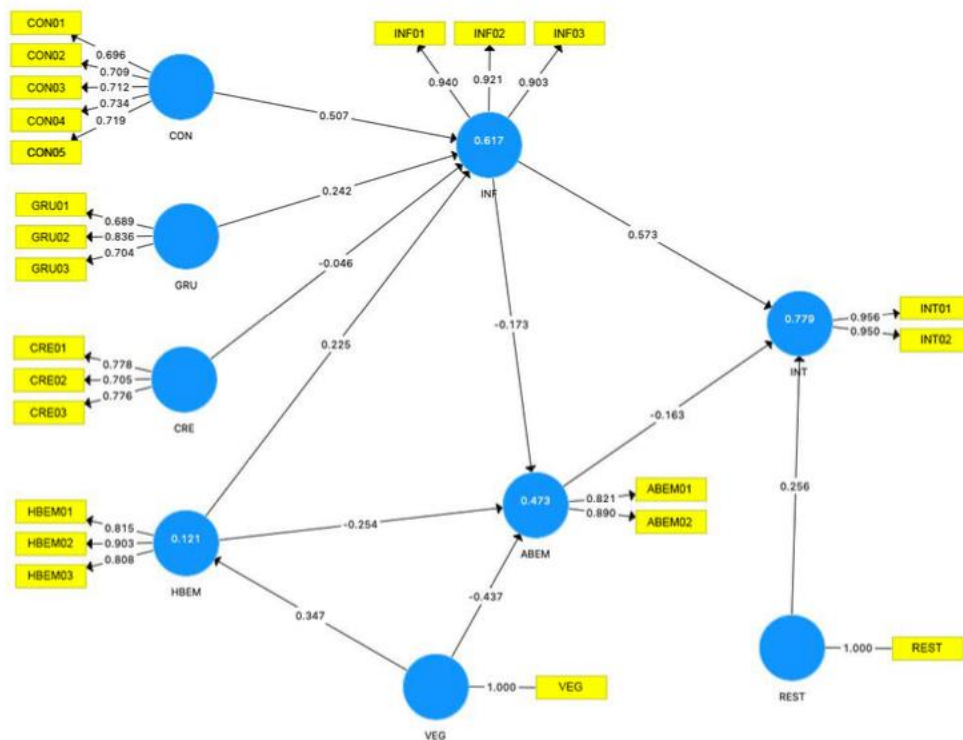 CON01
CON02
CON03
CON04
CON05
0.696
0.709
0.712
0.734
0.719
CON
INF01
INF02
INF03
0.940
0.921
0.903
0.617
INF
0.507
GRU01
GRU02
GRU03
0.689
0.836
0.704
GRU
0.242
-0.046
0.573
CRE01
CRE02
CRE03
0.778
0.705
0.776
CRE
0.225
-0.173
0.779
INT
0.956
0.950
INT01
INT02
-0.163
HBEM01
HBEM02
HBEM03
0.815
0.903
0.808
0.121
HBEM
-0.254
0.473
ABEM
0.821
0.890
ABEM01
ABEM02
0.256
0.347
-0.437
VEG
1.000
VEG
REST
1.000
REST